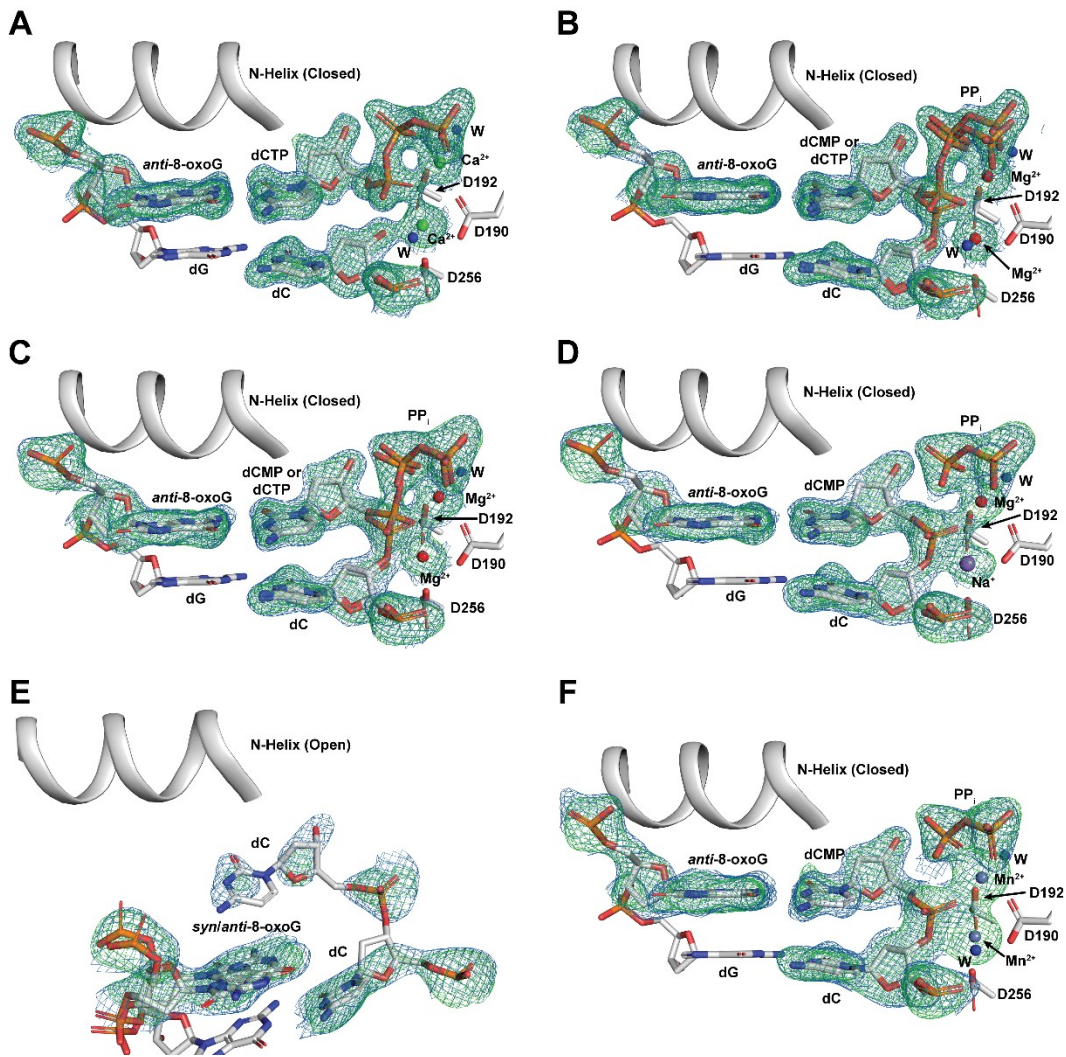 A
N-Helix (Closed)
anti-8-oxoG
dCTP
W
Ca²⁺
D192
D190
Ca²⁺
W
D256
dG
dC
B
N-Helix (Closed)
PPᵢ
anti-8-oxoG
dCMP or
dCTP
W
Mg²⁺
D192
D190
W
Mg²⁺
D256
dG
dC
C
N-Helix (Closed)
PPᵢ
anti-8-oxoG
dCMP or
dCTP
W
Mg²⁺
D192
D190
Mg²⁺
D256
dG
dC
D
N-Helix (Closed)
PPᵢ
anti-8-oxoG
dCMP
W
Mg²⁺
D192
D190
Na⁺
D256
dG
dC
E
N-Helix (Open)
dC
syn/anti-8-oxoG
dC
F
N-Helix (Closed)
PPᵢ
anti-8-oxoG
dCMP
W
Mn²⁺
D192
D190
Mn²⁺
W
D256
dG
dC